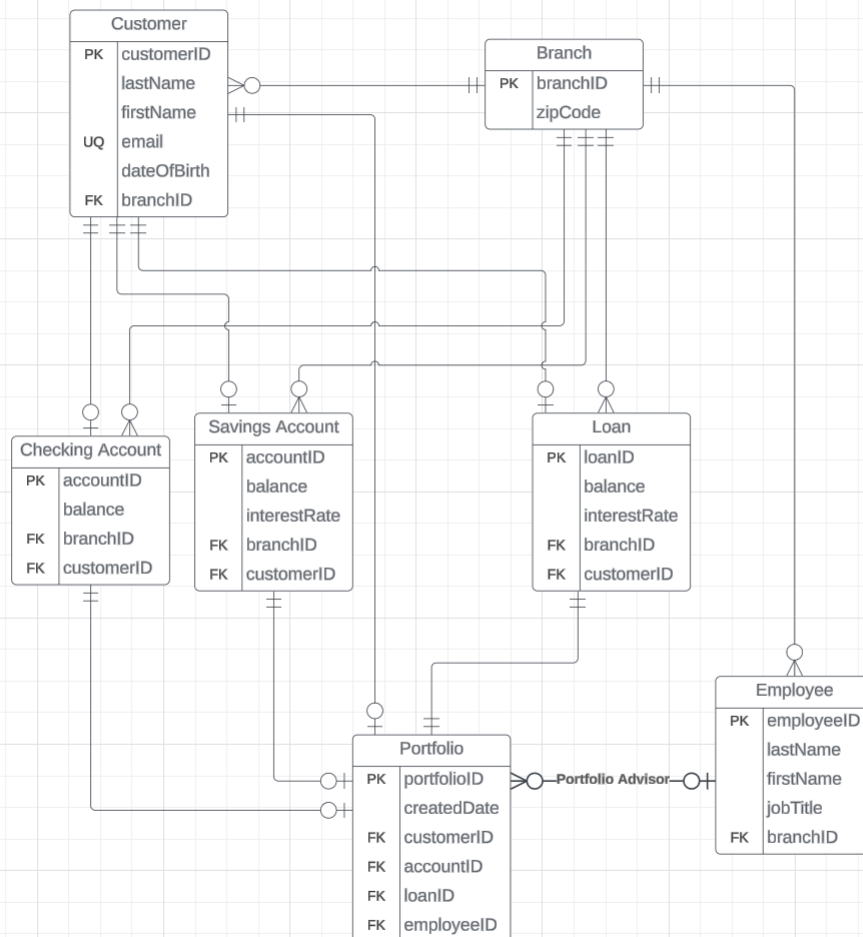 Customer
PK customerID
lastName
firstName
UQ email
dateOfBirth
FK branchID
Branch
PK branchID
zipCode
Checking Account
PK accountID
balance
FK branchID
FK customerID
Savings Account
PK accountID
balance
interestRate
FK branchID
FK customerID
Loan
PK loanID
balance
interestRate
FK branchID
FK customerID
Portfolio
PK portfolioID
createdDate
FK customerID
FK accountID
FK loanID
FK employeeID
Portfolio Advisor
Employee
PK employeeID
lastName
firstName
jobTitle
FK branchID